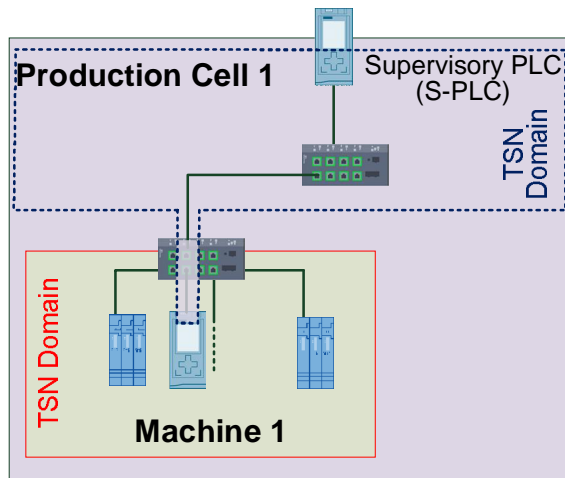 Production Cell 1
Supervisory PLC
(S-PLC)
TSN
Domain
TSN Domain
Machine 1